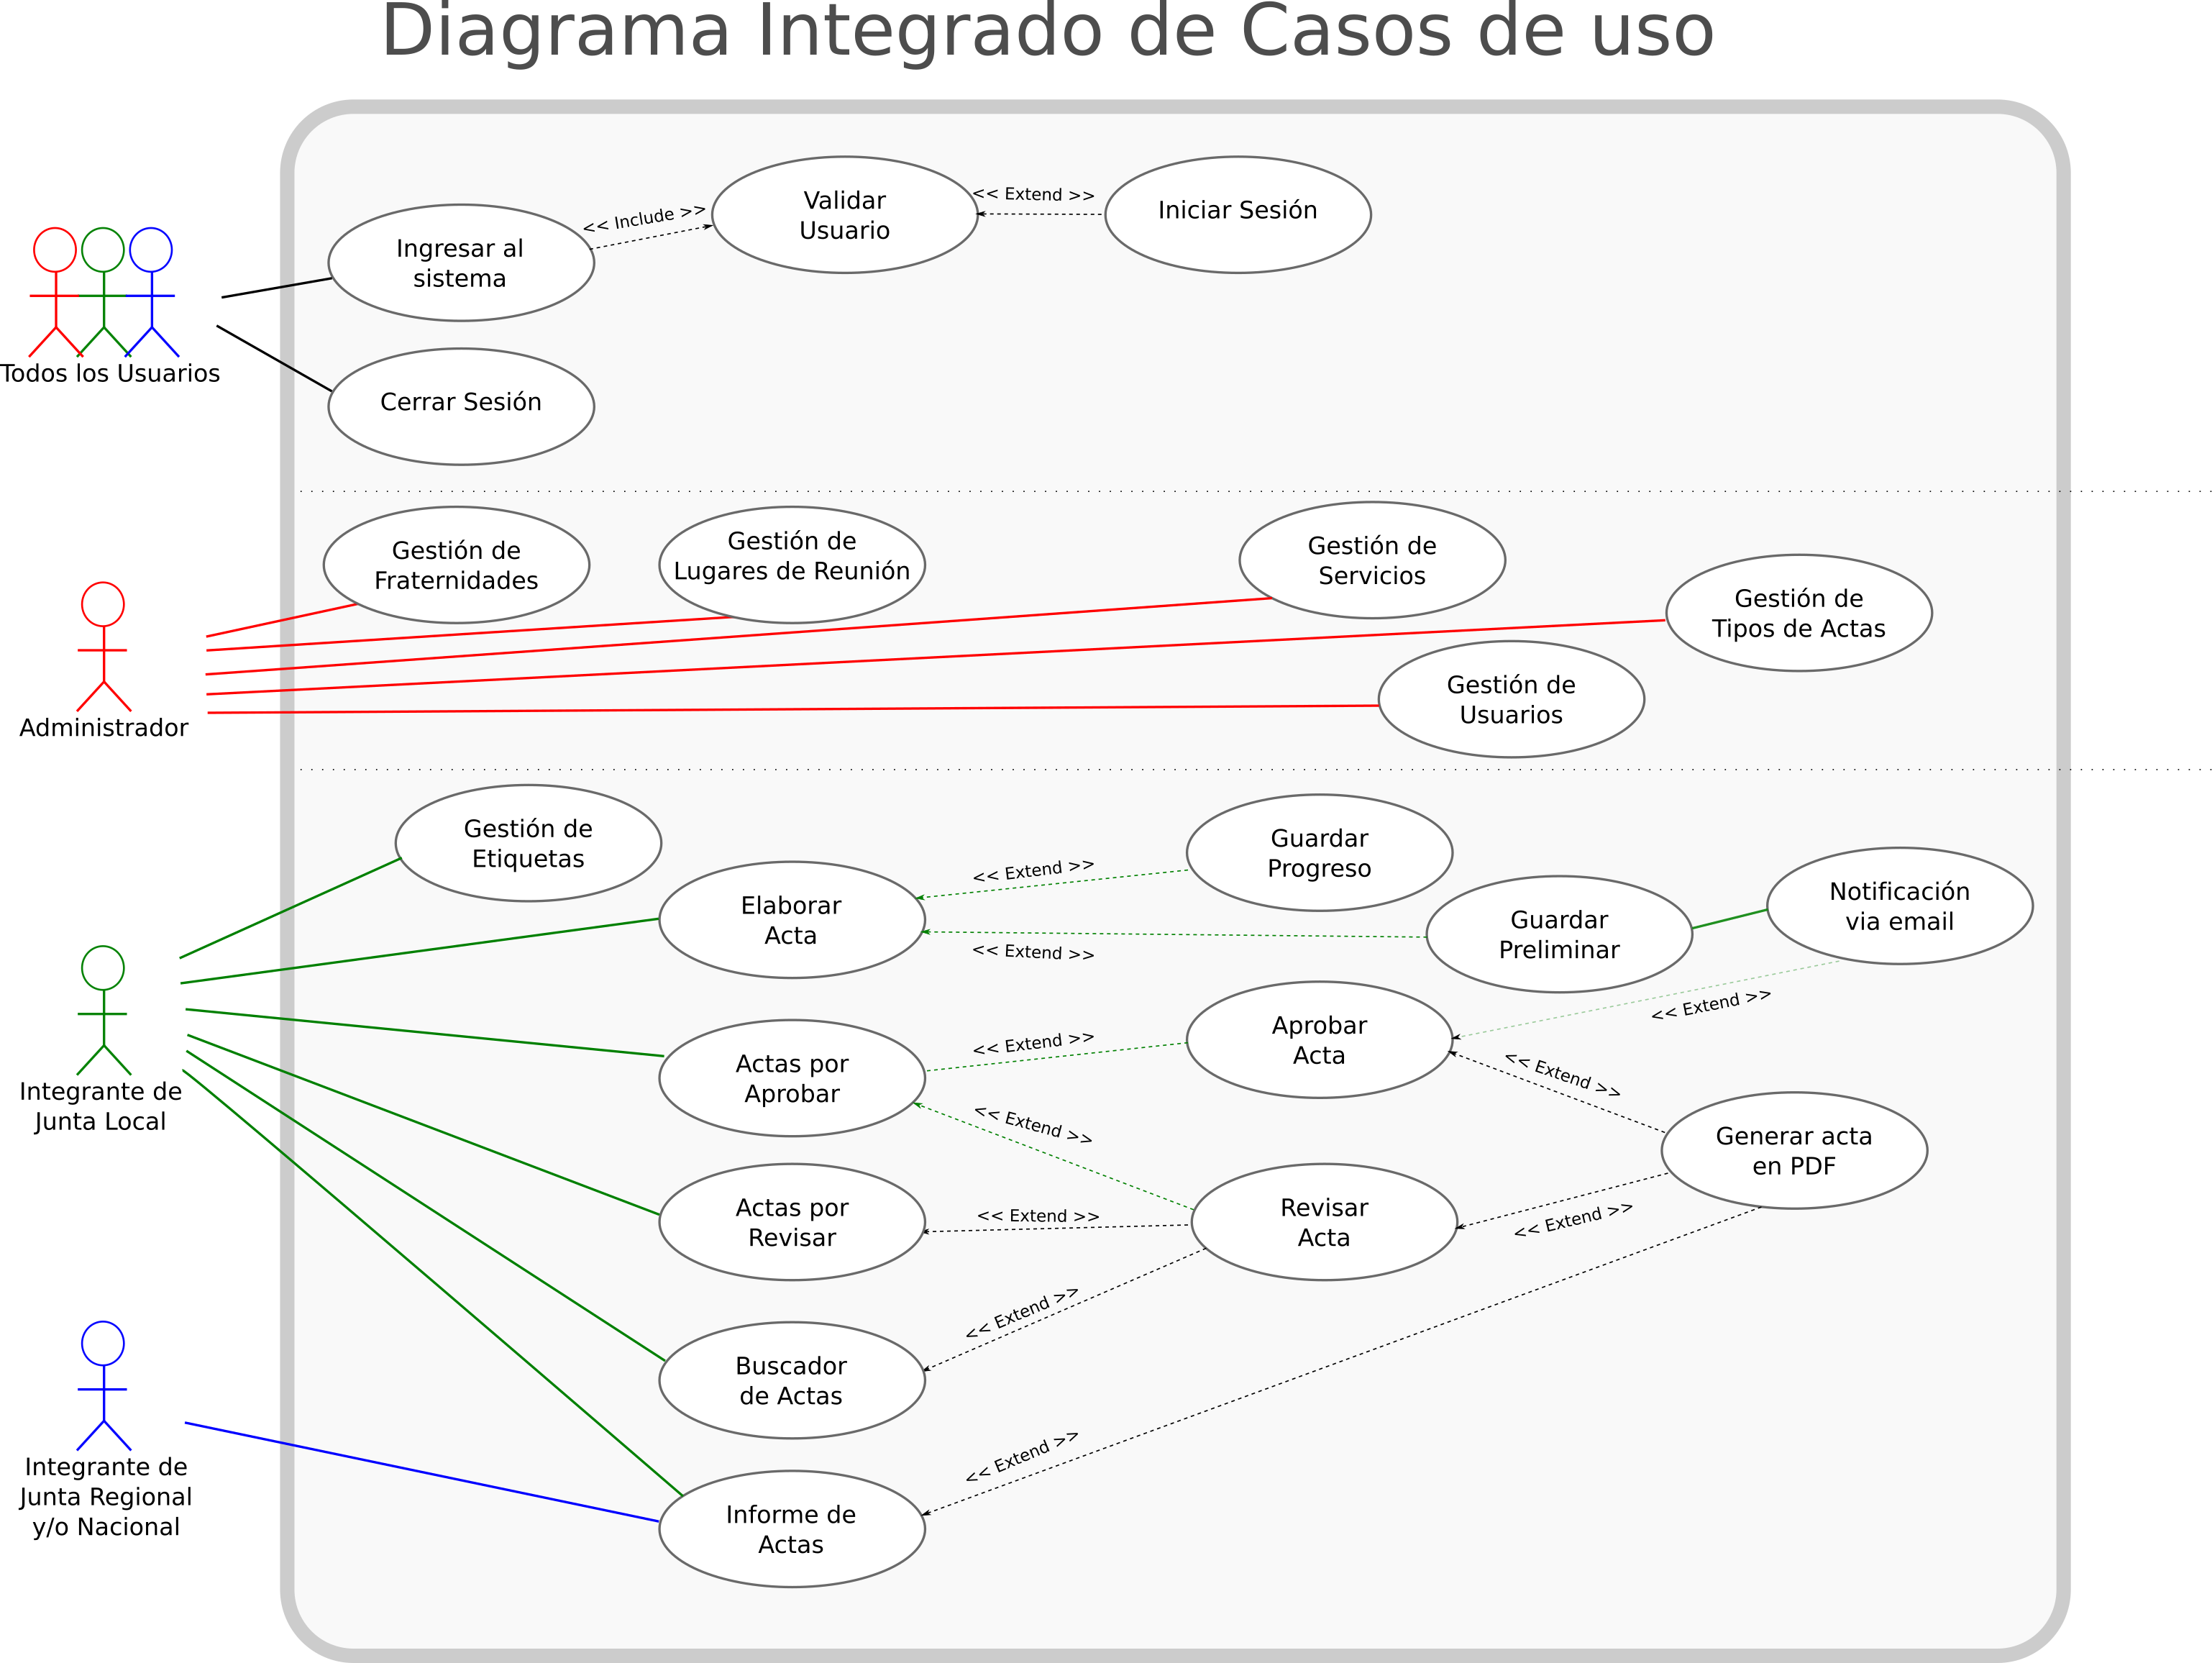 Diagrama Integrado de Casos de uso
Todos los Usuarios
Ingresar al
sistema
<< Include >>
Validar
Usuario
<< Extend >>
Iniciar Sesión
Cerrar Sesión
Administrador
Gestión de
Fraternidades
Gestión de
Lugares de Reunión
Gestión de
Servicios
Gestión de
Tipos de Actas
Gestión de
Usuarios
Integrante de
Junta Local
Gestión de
Etiquetas
Elaborar
Acta
<< Extend >>
Guardar
Progreso
<< Extend >>
Guardar
Preliminar
Notificación
via email
<< Extend >>
Actas por
Aprobar
<< Extend >>
Aprobar
Acta
<< Extend >>
<< Extend >>
Generar acta
en PDF
Actas por
Revisar
<< Extend >>
Revisar
Acta
<< Extend >>
<< Extend >>
Buscador
de Actas
Integrante de
Junta Regional
y/o Nacional
<< Extend >>
Informe de
Actas